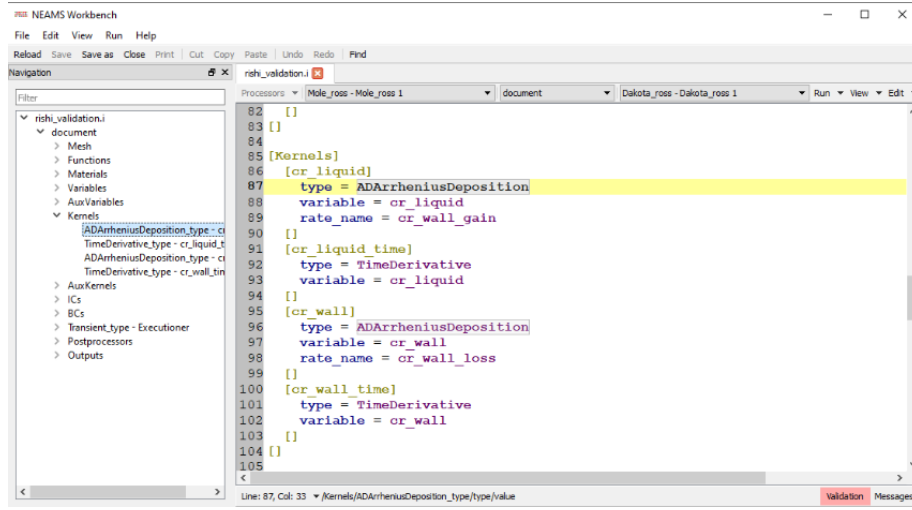 NEAMS Workbench
File Edit View Run Help
Reload Save Save as Close Print Cut Copy Paste Undo Redo Find
Navigation
Filter
rishi_validation.i
document
Mesh
Functions
Materials
Variables
AuxVariables
Kernels
ADArrheniusDeposition_type - cr
TimeDerivative_type - cr_liquid_t
ADArrheniusDeposition_type - cr
TimeDerivative_type - cr_wall_tin
AuxKernels
ICs
BCs
Transient_type - Executioner
Postprocessors
Outputs
rishi_validation.i
Processors Mole_ross - Mole_ross 1 document Dakota_ross - Dakota_ross 1 Run View Edit
82 []
83 []
84
85 [Kernels]
86 [cr_liquid]
87 type = ADArrheniusDeposition
88 variable = cr_liquid
89 rate_name = cr_wall_gain
90 []
91 [cr_liquid_time]
92 type = TimeDerivative
93 variable = cr_liquid
94 []
95 [cr_wall]
96 type = ADArrheniusDeposition
97 variable = cr_wall
98 rate_name = cr_wall_loss
99 []
100 [cr_wall_time]
101 type = TimeDerivative
102 variable = cr_wall
103 []
104 []
105
Line: 87, Col: 33 /Kernels/ADArrheniusDeposition_type/type/value Validation Messages